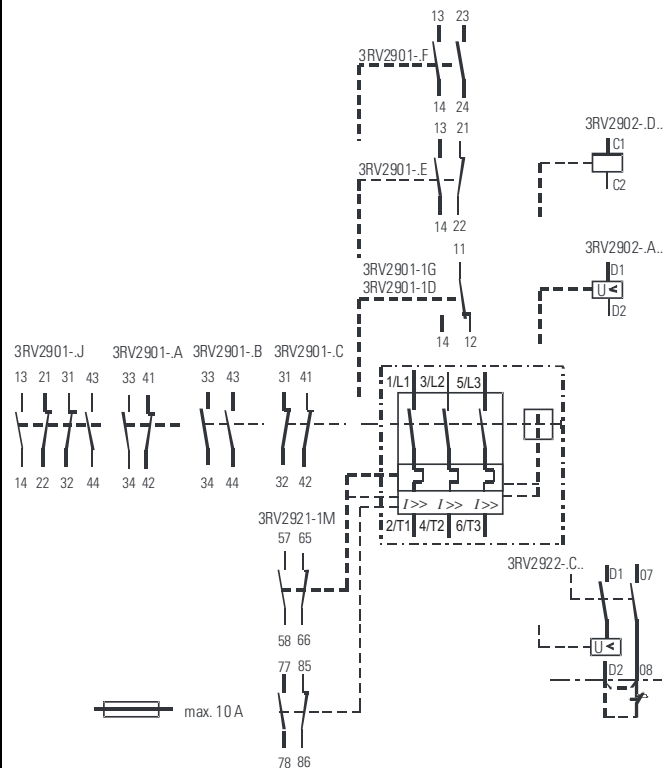 13 23
3RV2901-.F
14 24
13 21
3RV2902-.D..
C1
3RV2901-.E
C2
14 22
11
3RV2902-.A..
3RV2901-1G
3RV2901-1D
D1
U<
D2
14 12
3RV2901-.J 3RV2901-.A 3RV2901-.B 3RV2901-.C
13 21 31 43 33 41 33 43 31 41
1/L1 3/L2 5/L3
14 22 32 44 34 42 34 44 32 42
I>> I>> I>>
2/T1 4/T2 6/T3
3RV2921-1M
57 65
3RV2922-.C..
D1 07
58 66
U<
77 85
D2 08
max. 10 A
78 86